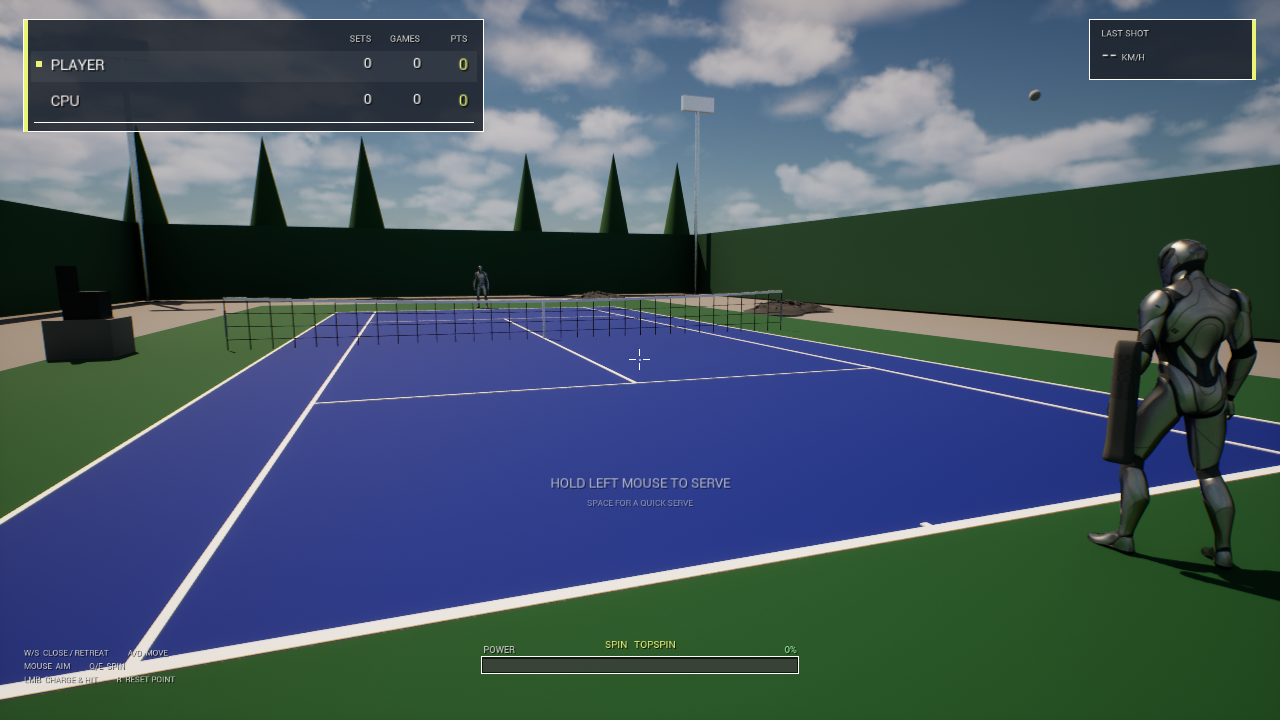 SETS GAMES PTS
PLAYER 0 0 0
CPU 0 0 0
LAST SHOT
-- KM/H
HOLD LEFT MOUSE TO SERVE
SPACE FOR A QUICK SERVE
W/S CLOSE / RETREAT A/D MOVE
MOUSE AIM Q/E SPIN
LMB CHARGE & HIT R RESET POINT
SPIN TOPSPIN
POWER 0%